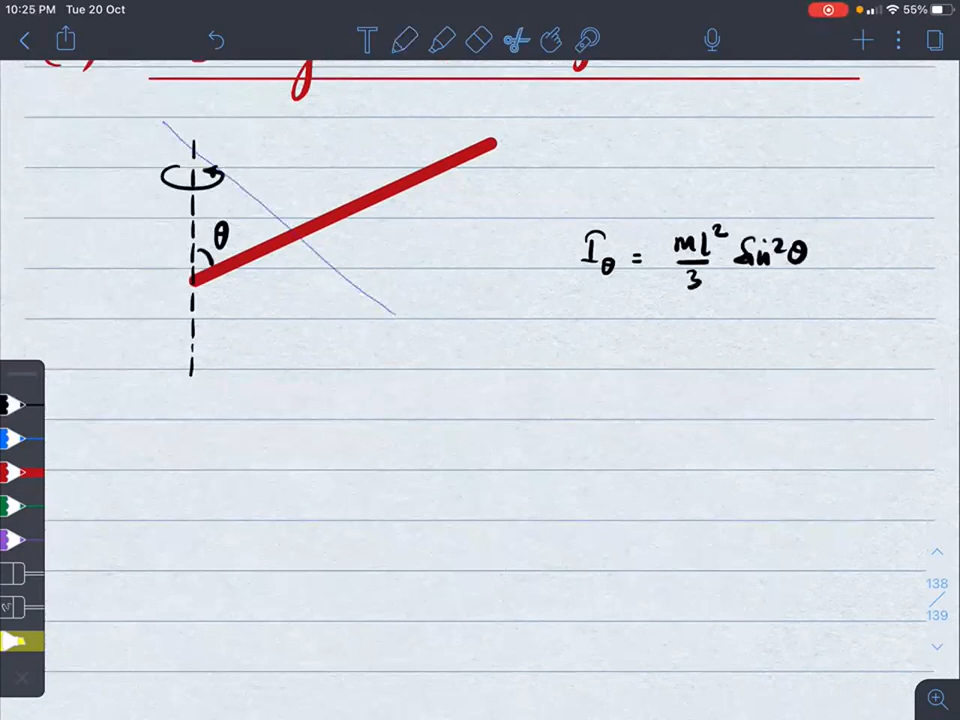 10:25 PM Tue 20 Oct 55%
T
θ
I_θ = ml²/3 Sin²θ
138
139